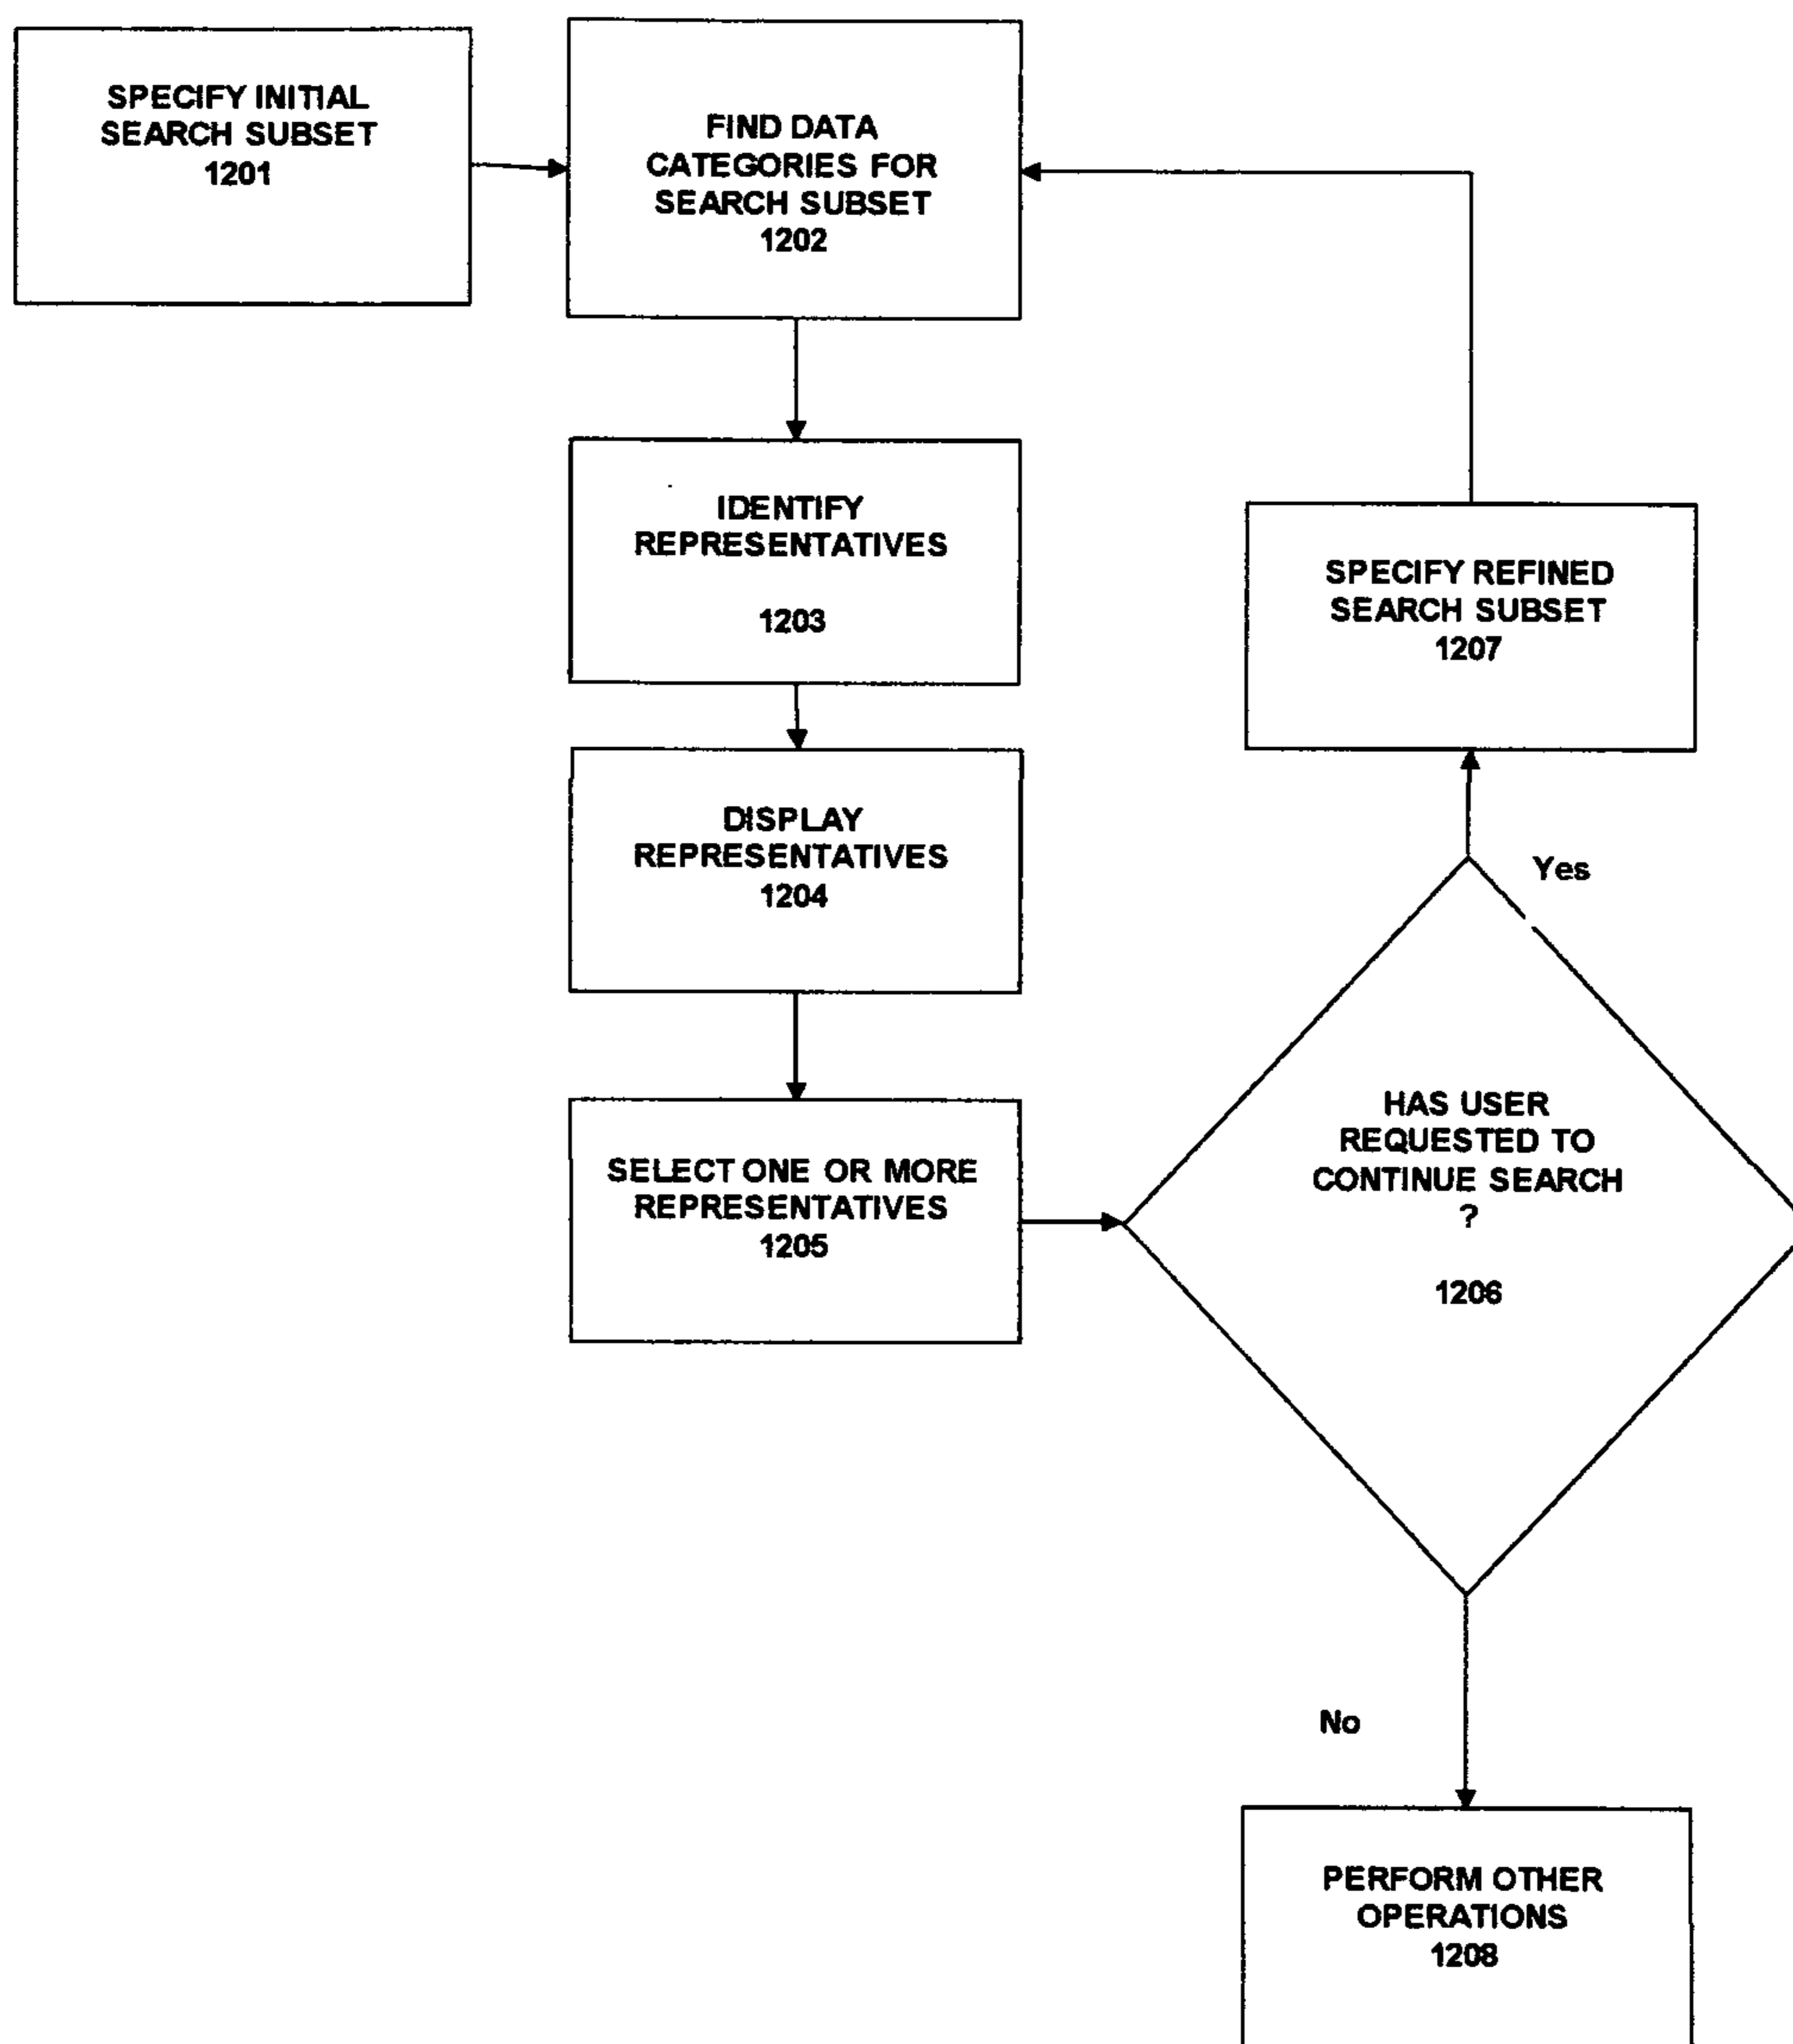 SPECIFY INITIAL
SEARCH SUBSET
1201
FIND DATA
CATEGORIES FOR
SEARCH SUBSET
1202
IDENTIFY
REPRESENTATIVES
1203
DISPLAY
REPRESENTATIVES
1204
SELECT ONE OR MORE
REPRESENTATIVES
1205
HAS USER
REQUESTED TO
CONTINUE SEARCH
?
1206
Yes
SPECIFY REFINED
SEARCH SUBSET
1207
No
PERFORM OTHER
OPERATIONS
1208